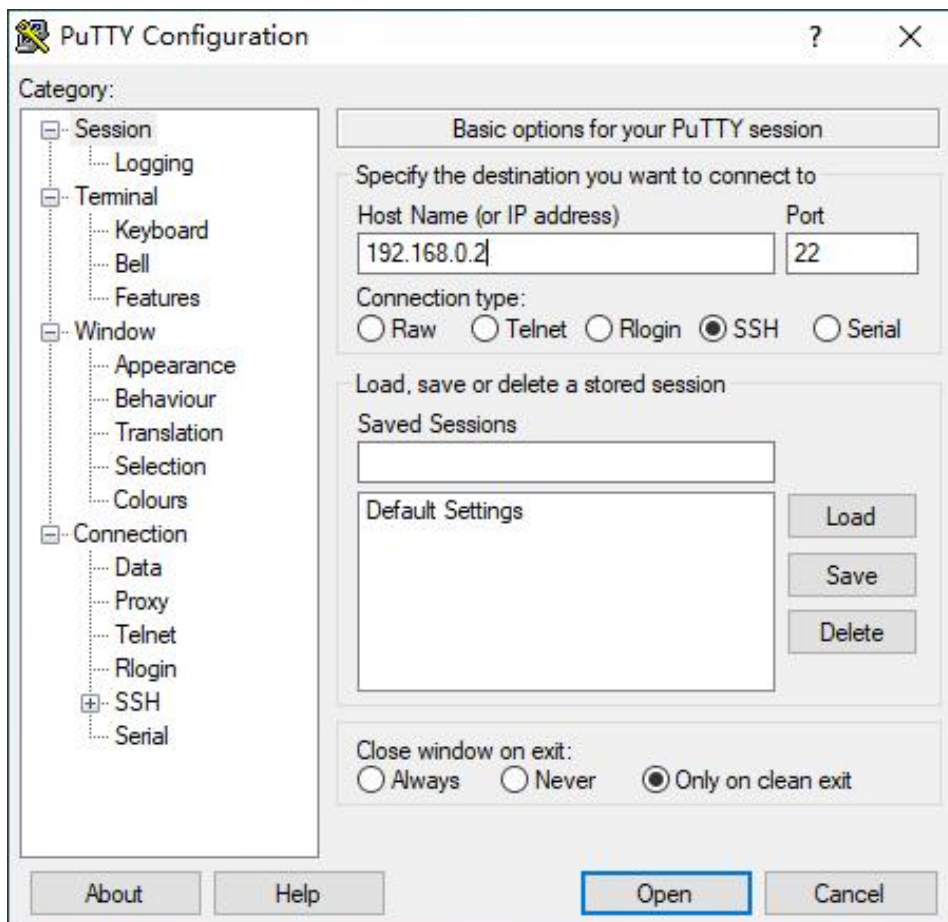 PuTTY Configuration
?
Category:
Session
Logging
Terminal
Keyboard
Bell
Features
Window
Appearance
Behaviour
Translation
Selection
Colours
Connection
Data
Proxy
Telnet
Rlogin
SSH
Serial
Basic options for your PuTTY session
Specify the destination you want to connect to
Host Name (or IP address) Port
192.168.0.2 22
Connection type:
Raw Telnet Rlogin SSH Serial
Load, save or delete a stored session
Saved Sessions
Default Settings
Load
Save
Delete
Close window on exit:
Always Never Only on clean exit
About Help Open Cancel